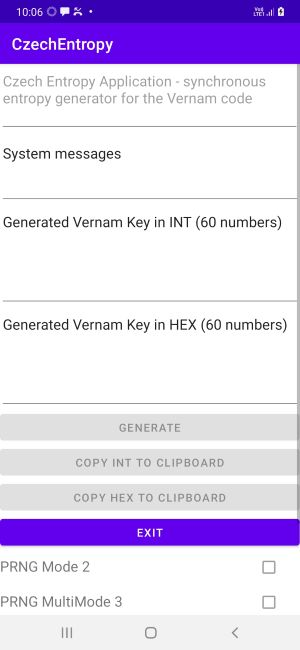 10:06
VoLTE1
CzechEntropy
Czech Entropy Application - synchronous
entropy generator for the Vernam code
System messages
Generated Vernam Key in INT (60 numbers)
Generated Vernam Key in HEX (60 numbers)
GENERATE
COPY INT TO CLIPBOARD
COPY HEX TO CLIPBOARD
EXIT
PRNG Mode 2
PRNG MultiMode 3